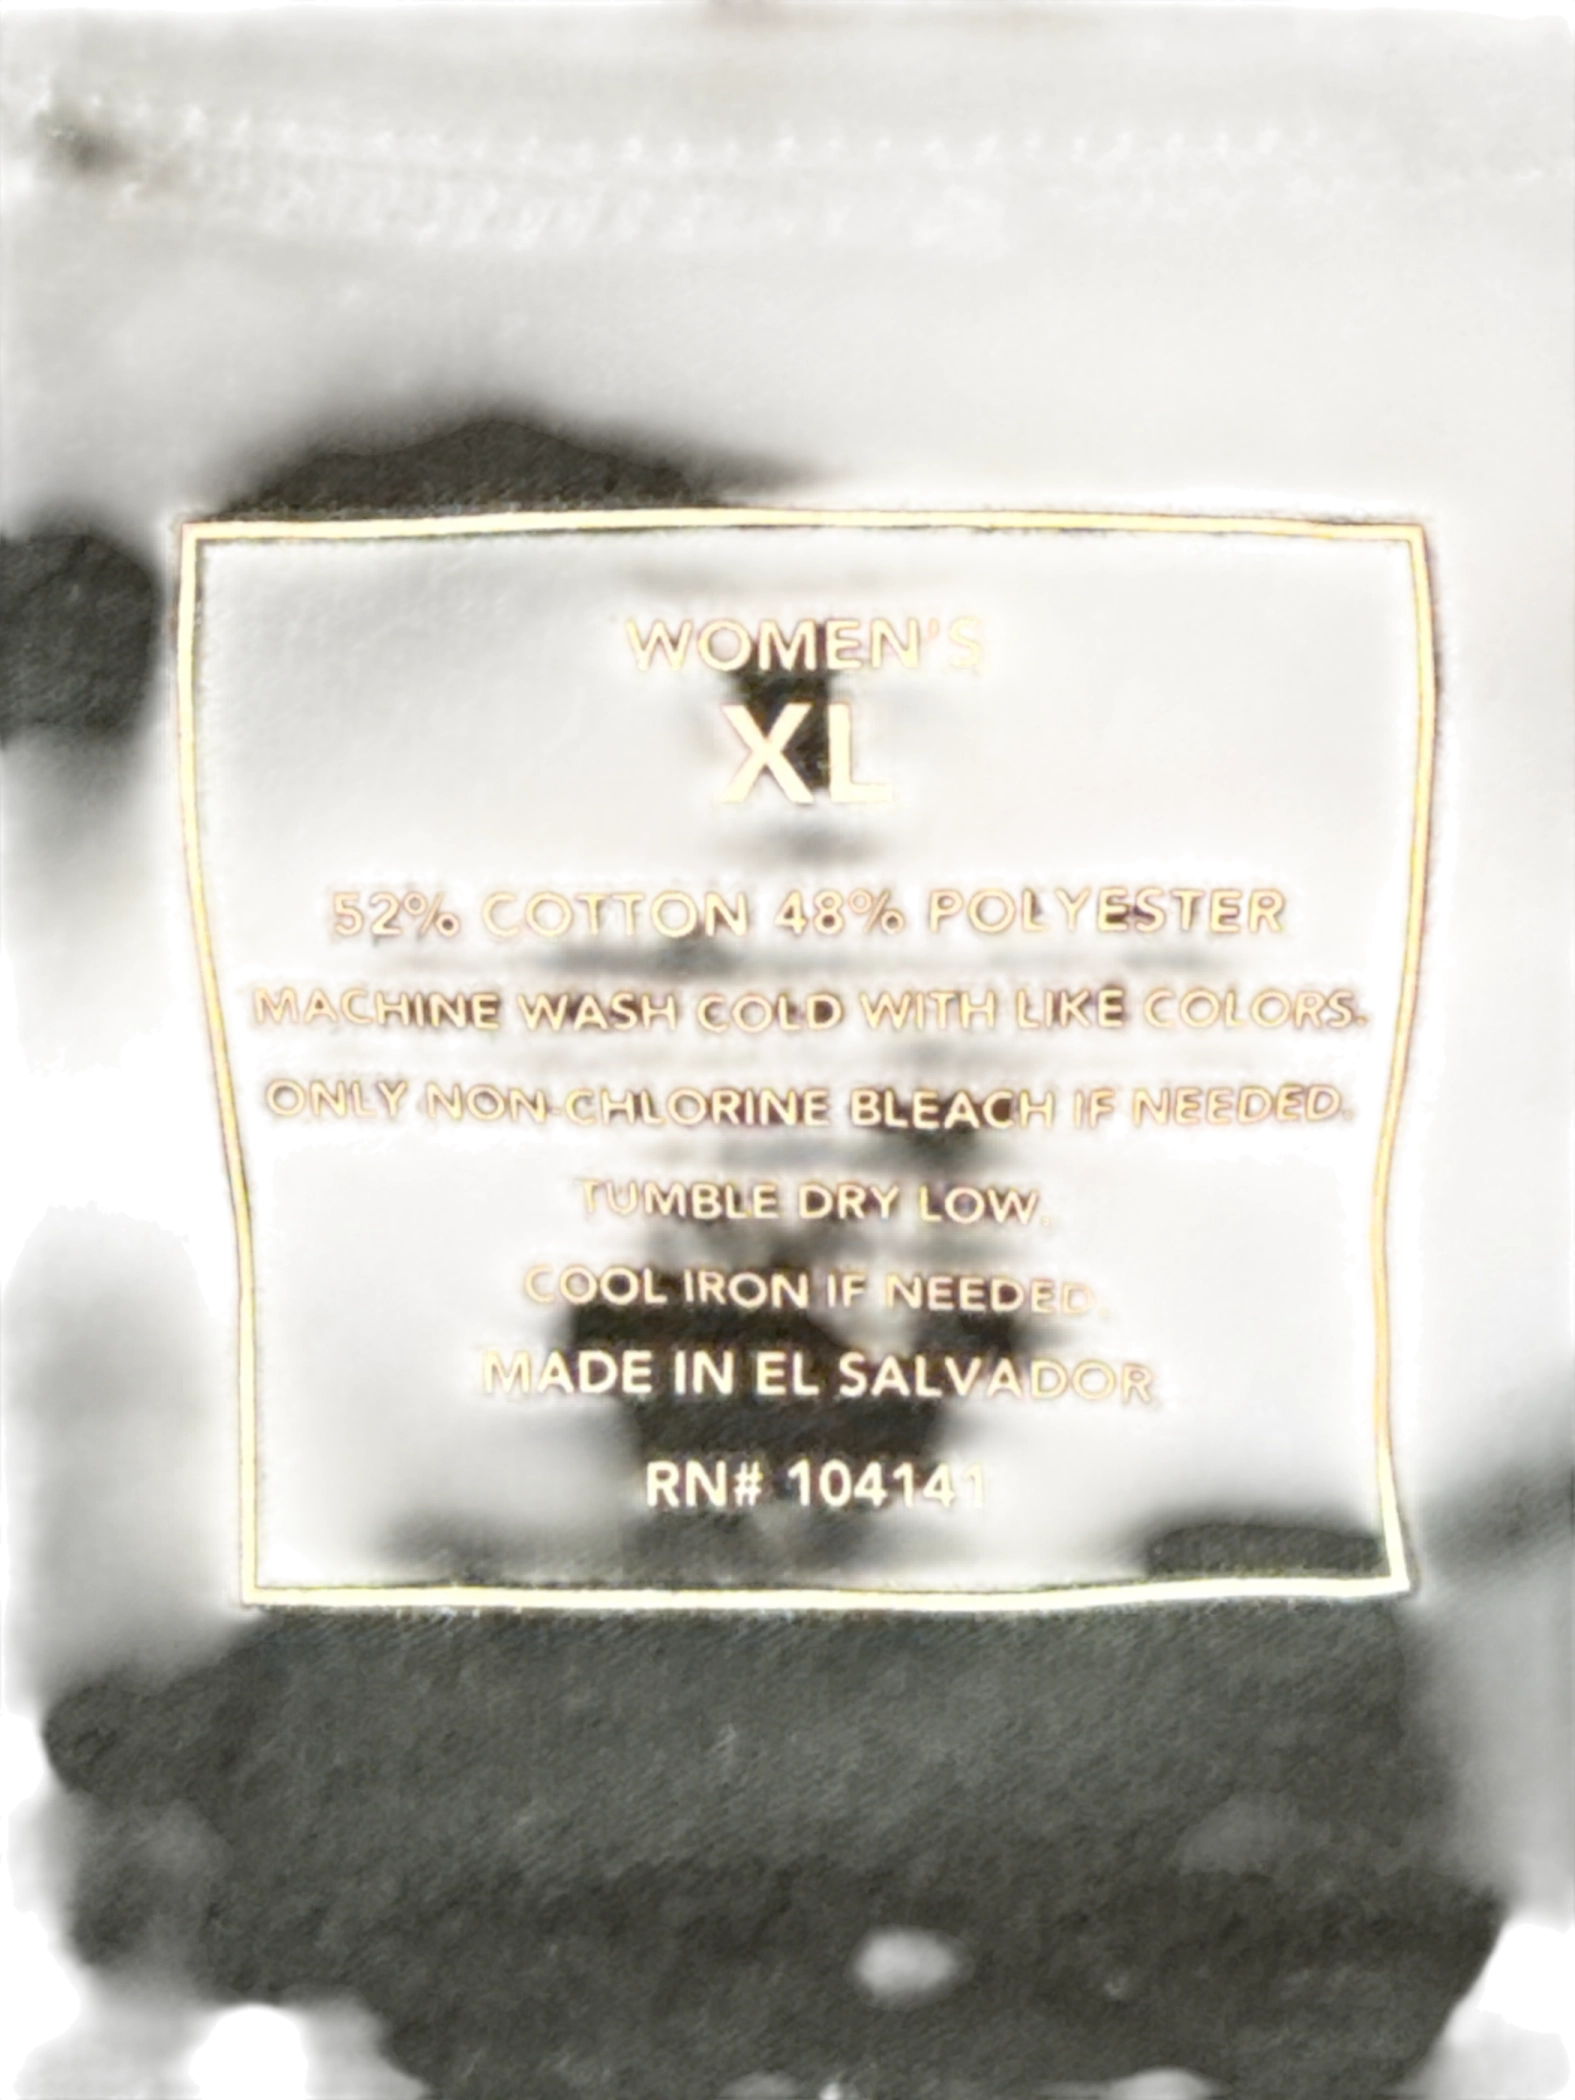 WOMEN'S
XL
52% COTTON 48% POLYESTER
MACHINE WASH COLD WITH LIKE COLORS.
ONLY NON-CHLORINE BLEACH IF NEEDED.
TUMBLE DRY LOW.
COOL IRON IF NEEDED.
MADE IN EL SALVADOR
RN# 104141